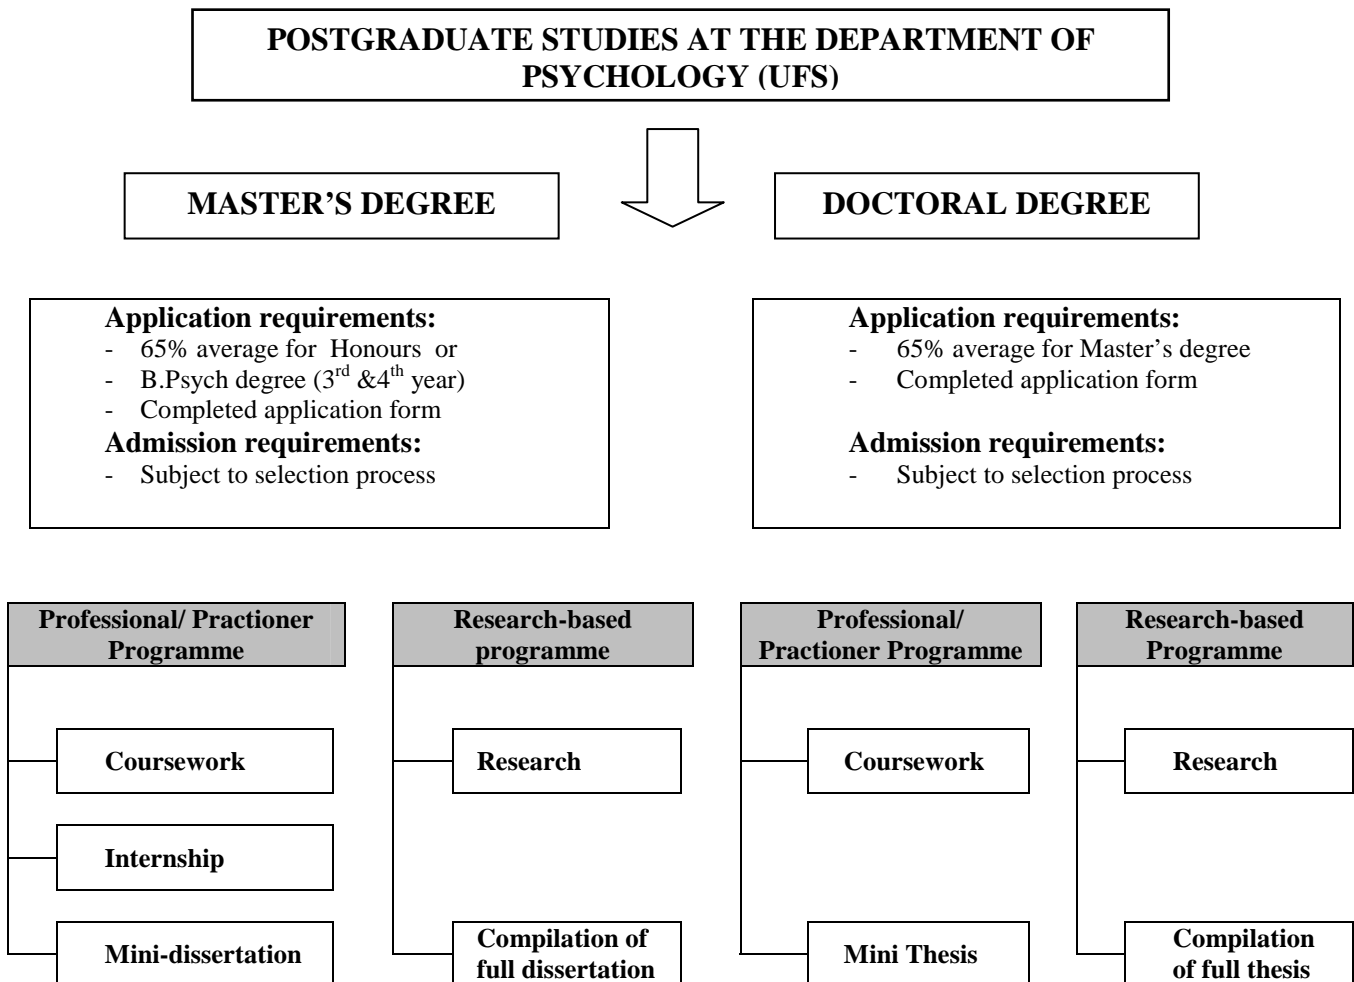 POSTGRADUATE STUDIES AT THE DEPARTMENT OF
PSYCHOLOGY (UFS)
MASTER'S DEGREE
DOCTORAL DEGREE
Application requirements:
- 65% average for Honours or
- B.Psych degree (3rd &4th year)
- Completed application form
Admission requirements:
- Subject to selection process
Application requirements:
- 65% average for Master's degree
- Completed application form
Admission requirements:
- Subject to selection process
Professional/ Practioner
Programme
Coursework
Internship
Mini-dissertation
Research-based
programme
Research
Compilation of
full dissertation
Professional/
Practioner Programme
Coursework
Mini Thesis
Research-based
Programme
Research
Compilation
of full thesis